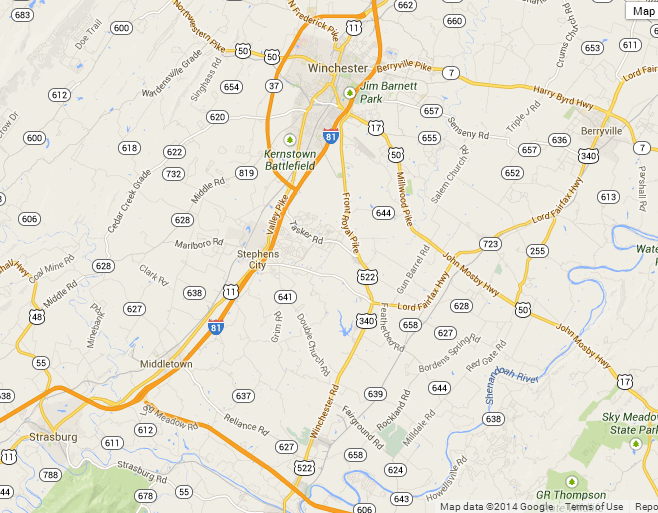 683
662
N Frederick Pike
11
Map
Northwestern Pike
600
660
Crums Church Rd
Doe Trail
50
50
653
611
Wardensville Grade
Singhass Rd
Winchester
Berryville Pike
7
Lord Fair
612
654
37
Jim Barnett
Park
Harry Byrd Hwy
657
Crow Dr
620
17
Senseny Rd
Triple J Rd
Berryville
600
81
655
636
618
622
Kernstown
Battlefield
50
340
7
732
819
652
Cedar Creek Grade
Middle Rd
Millwood Pike
Salem Church Rd
Parshall Rd
613
606
628
Valley Pike
Front Royal Pike
644
Lord Fairfax Hwy
Marlboro Rd
Tasker Rd
723
255
Stephens
City
John Mosby Hwy
Coal Mine Rd
628
Clark Rd
522
Gun Barrel Rd
Middle Rd
638
11
641
Lord Fairfax Hwy
628
50
48
Minebank Rd
627
81
Grim Rd
Double Church Rd
340
Featherbed Rd
658
627
John Mosby Hwy
Middletown
Bordens Spring Rd
Red Gate Rd
55
Shenandoah River
17
638
637
639
644
Winchester Rd
Fairground Rd
Rockland Rd
Milldale Rd
638
Sky Meadow
State Park
Strasburg
612
Reliance Rd
611
627
11
788
Strasburg Rd
522
658
624
Howellsville Rd
44
678
55
606
643
GR Thompson
Map data ©2014 Google
Terms of Use
Repo